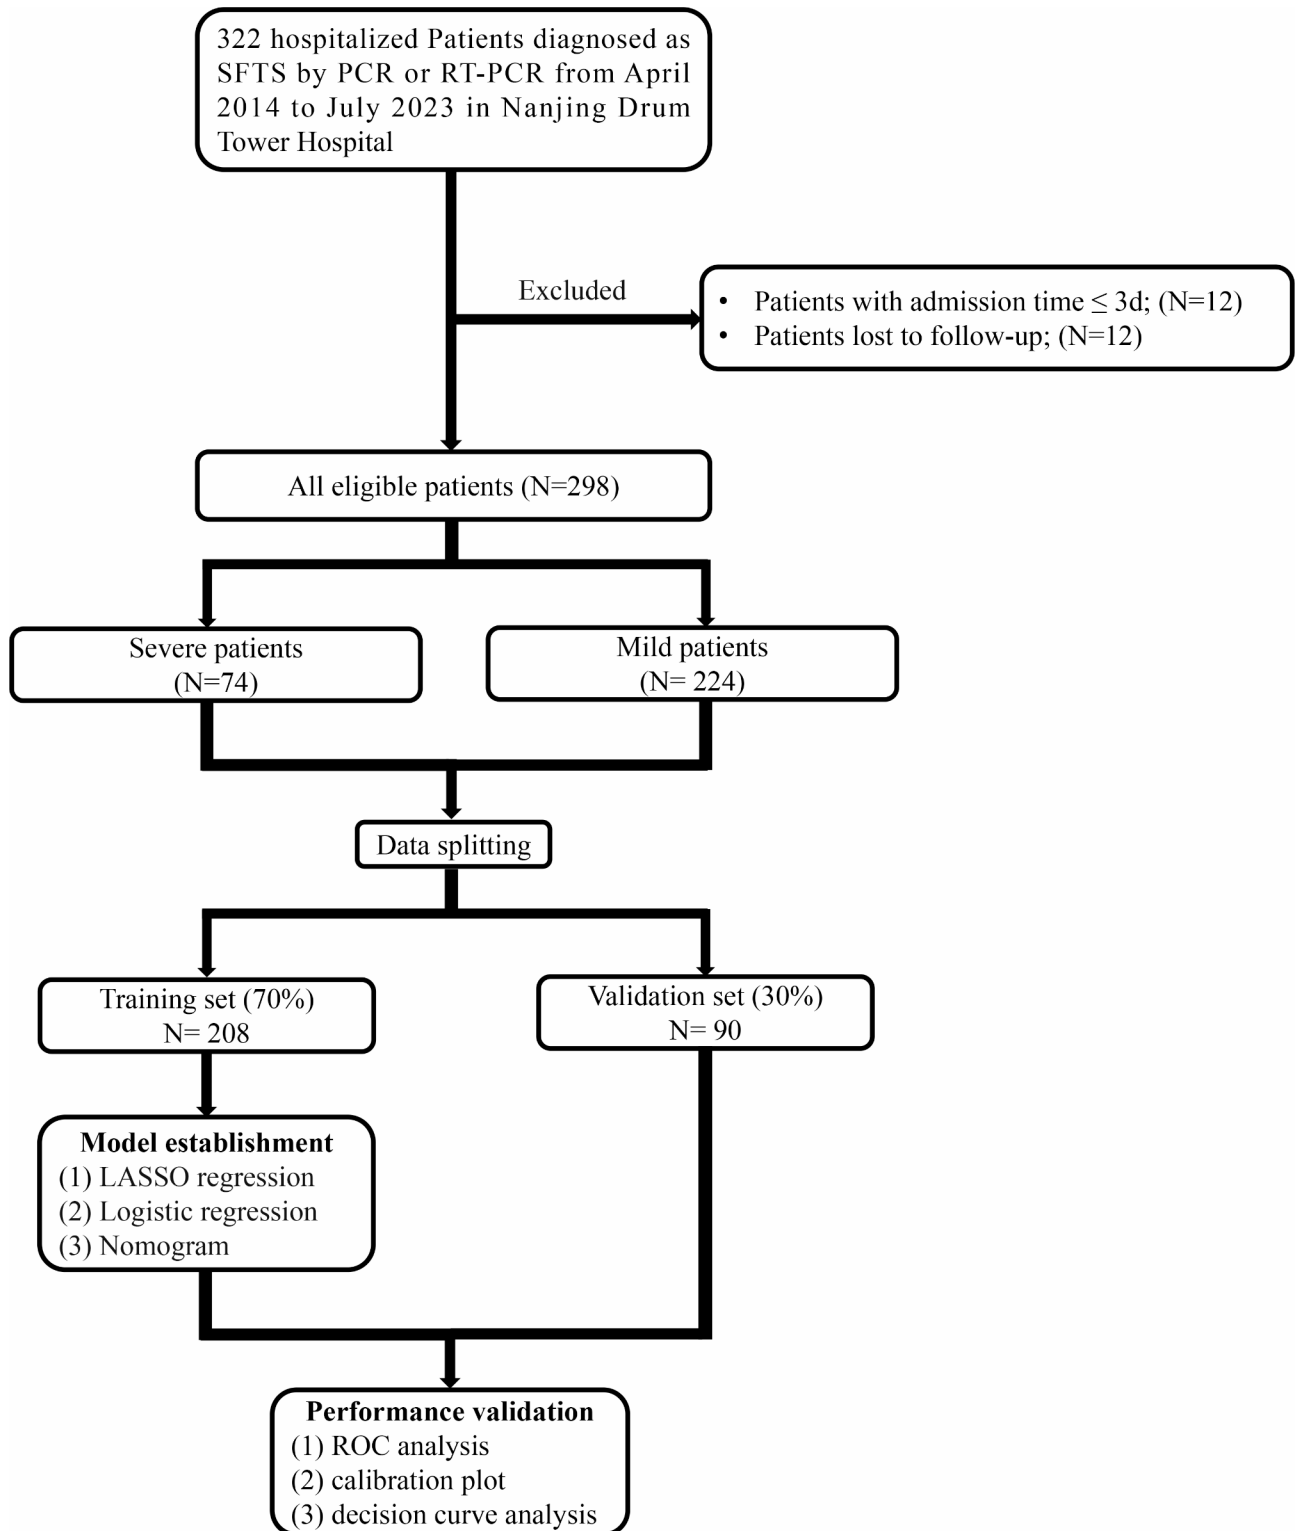 322 hospitalized Patients diagnosed as
SFTS by PCR or RT-PCR from April
2014 to July 2023 in Nanjing Drum
Tower Hospital
Excluded
• Patients with admission time ≤ 3d; (N=12)
• Patients lost to follow-up; (N=12)
All eligible patients (N=298)
Severe patients
(N=74)
Mild patients
(N= 224)
Data splitting
Training set (70%)
N= 208
Validation set (30%)
N= 90
Model establishment
(1) LASSO regression
(2) Logistic regression
(3) Nomogram
Performance validation
(1) ROC analysis
(2) calibration plot
(3) decision curve analysis